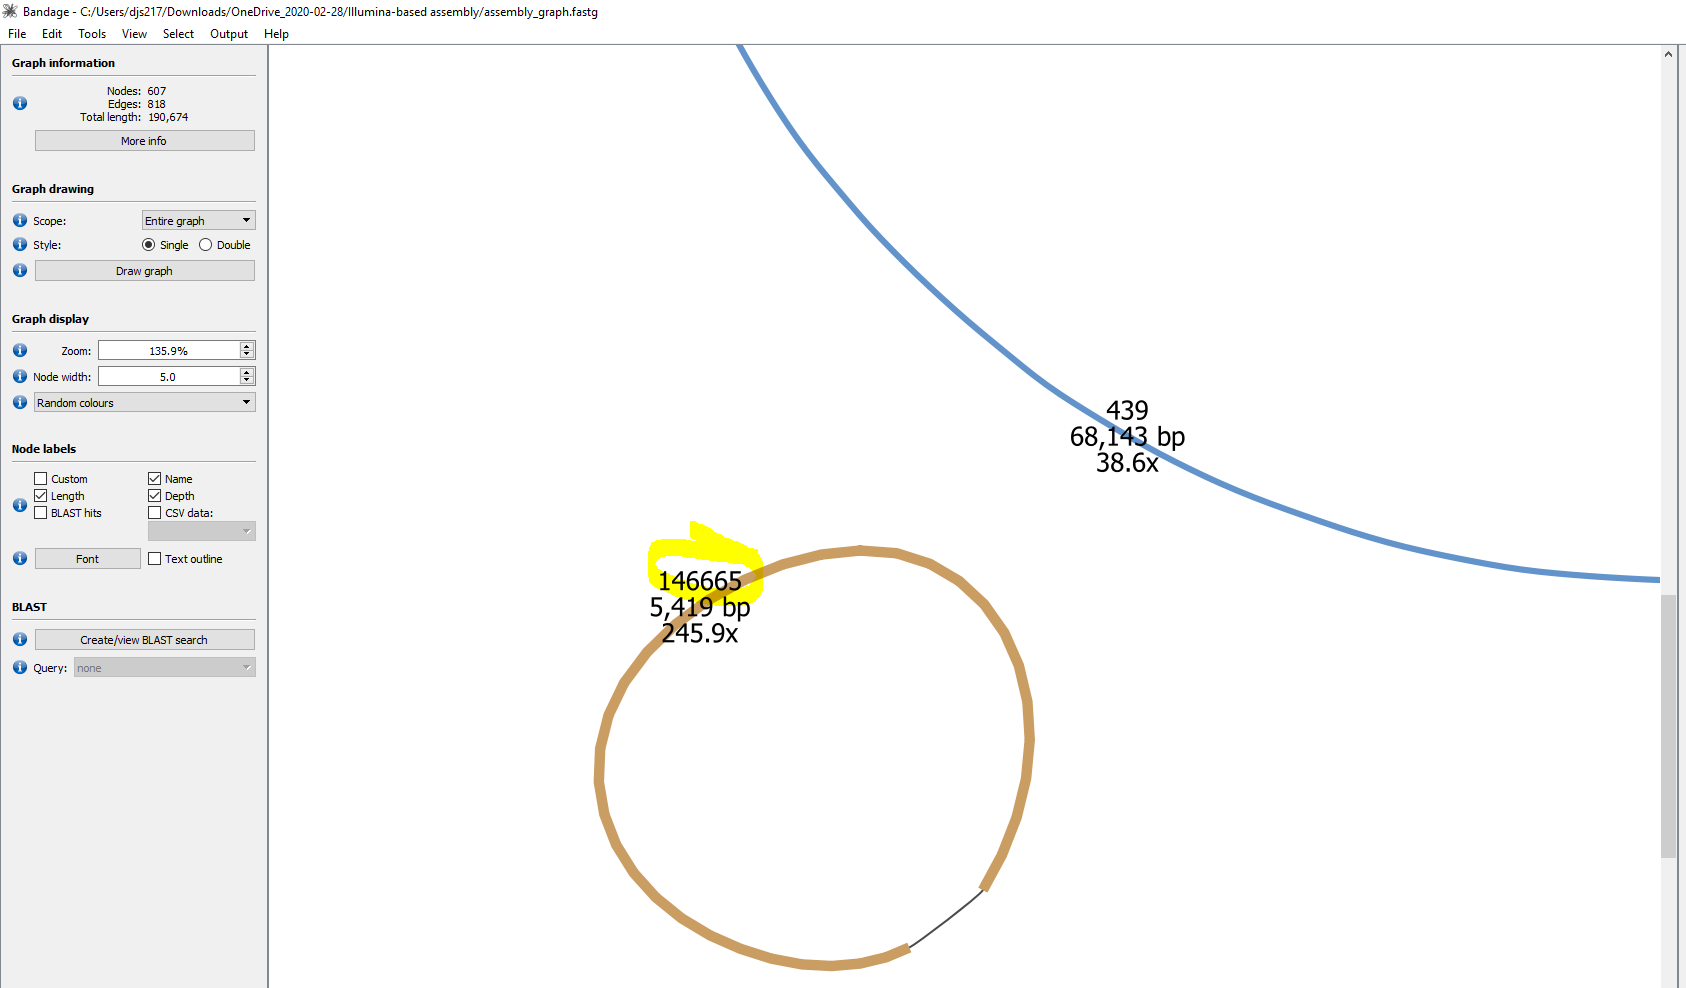 Bandage - C:/Users/djs217/Downloads/OneDrive_2020-02-28/Illumina-based assembly/assembly_graph.fastg
File Edit Tools View Select Output Help
Graph information
Nodes: 607
Edges: 818
Total length: 190,674
More info
Graph drawing
Scope: Entire graph
Style: Single Double
Draw graph
Graph display
Zoom: 135.9%
Node width: 5.0
Random colours
Node labels
Custom Name
Length Depth
BLAST hits CSV data:
Font Text outline
BLAST
Create/view BLAST search
Query: none
439
68,143 bp
38.6x
146665
5,419 bp
245.9x